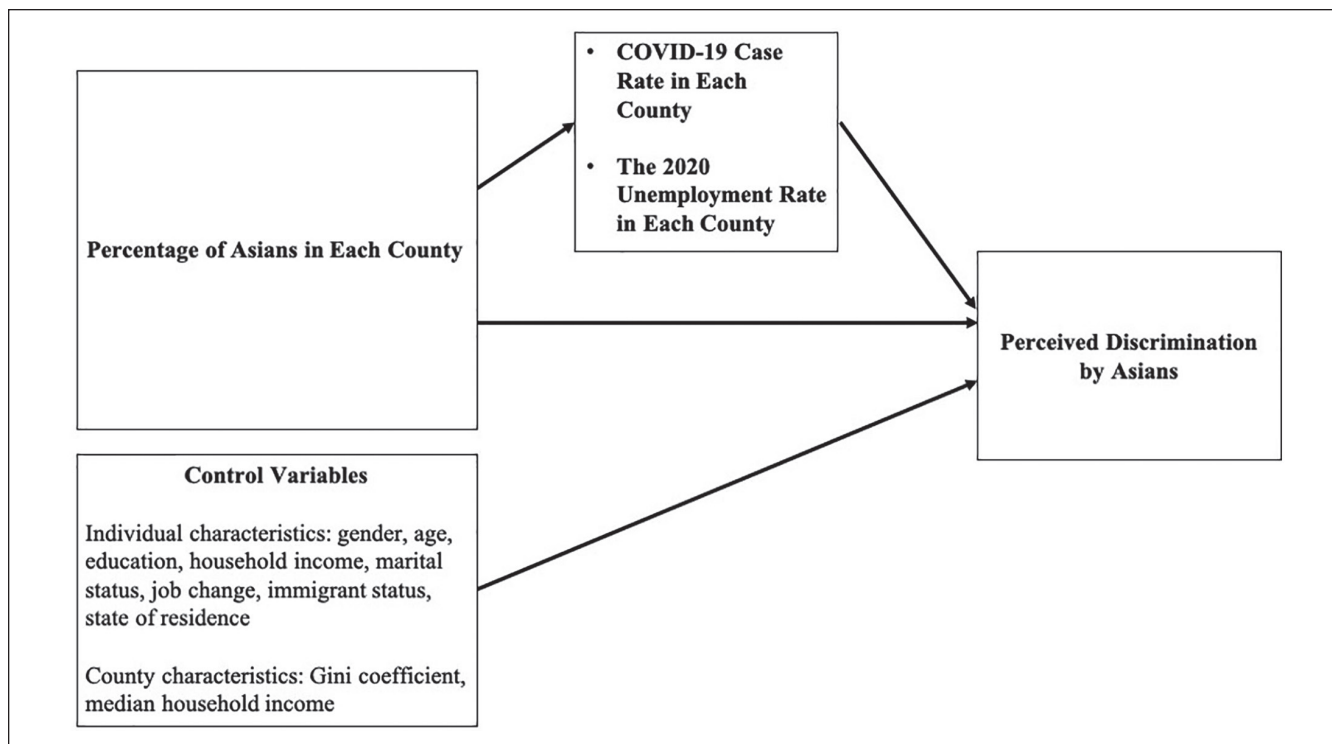 • COVID-19 Case
Rate in Each
County
• The 2020
Unemployment Rate
in Each County
Percentage of Asians in Each County
Perceived Discrimination
by Asians
Control Variables
Individual characteristics: gender, age,
education, household income, marital
status, job change, immigrant status,
state of residence
County characteristics: Gini coefficient,
median household income